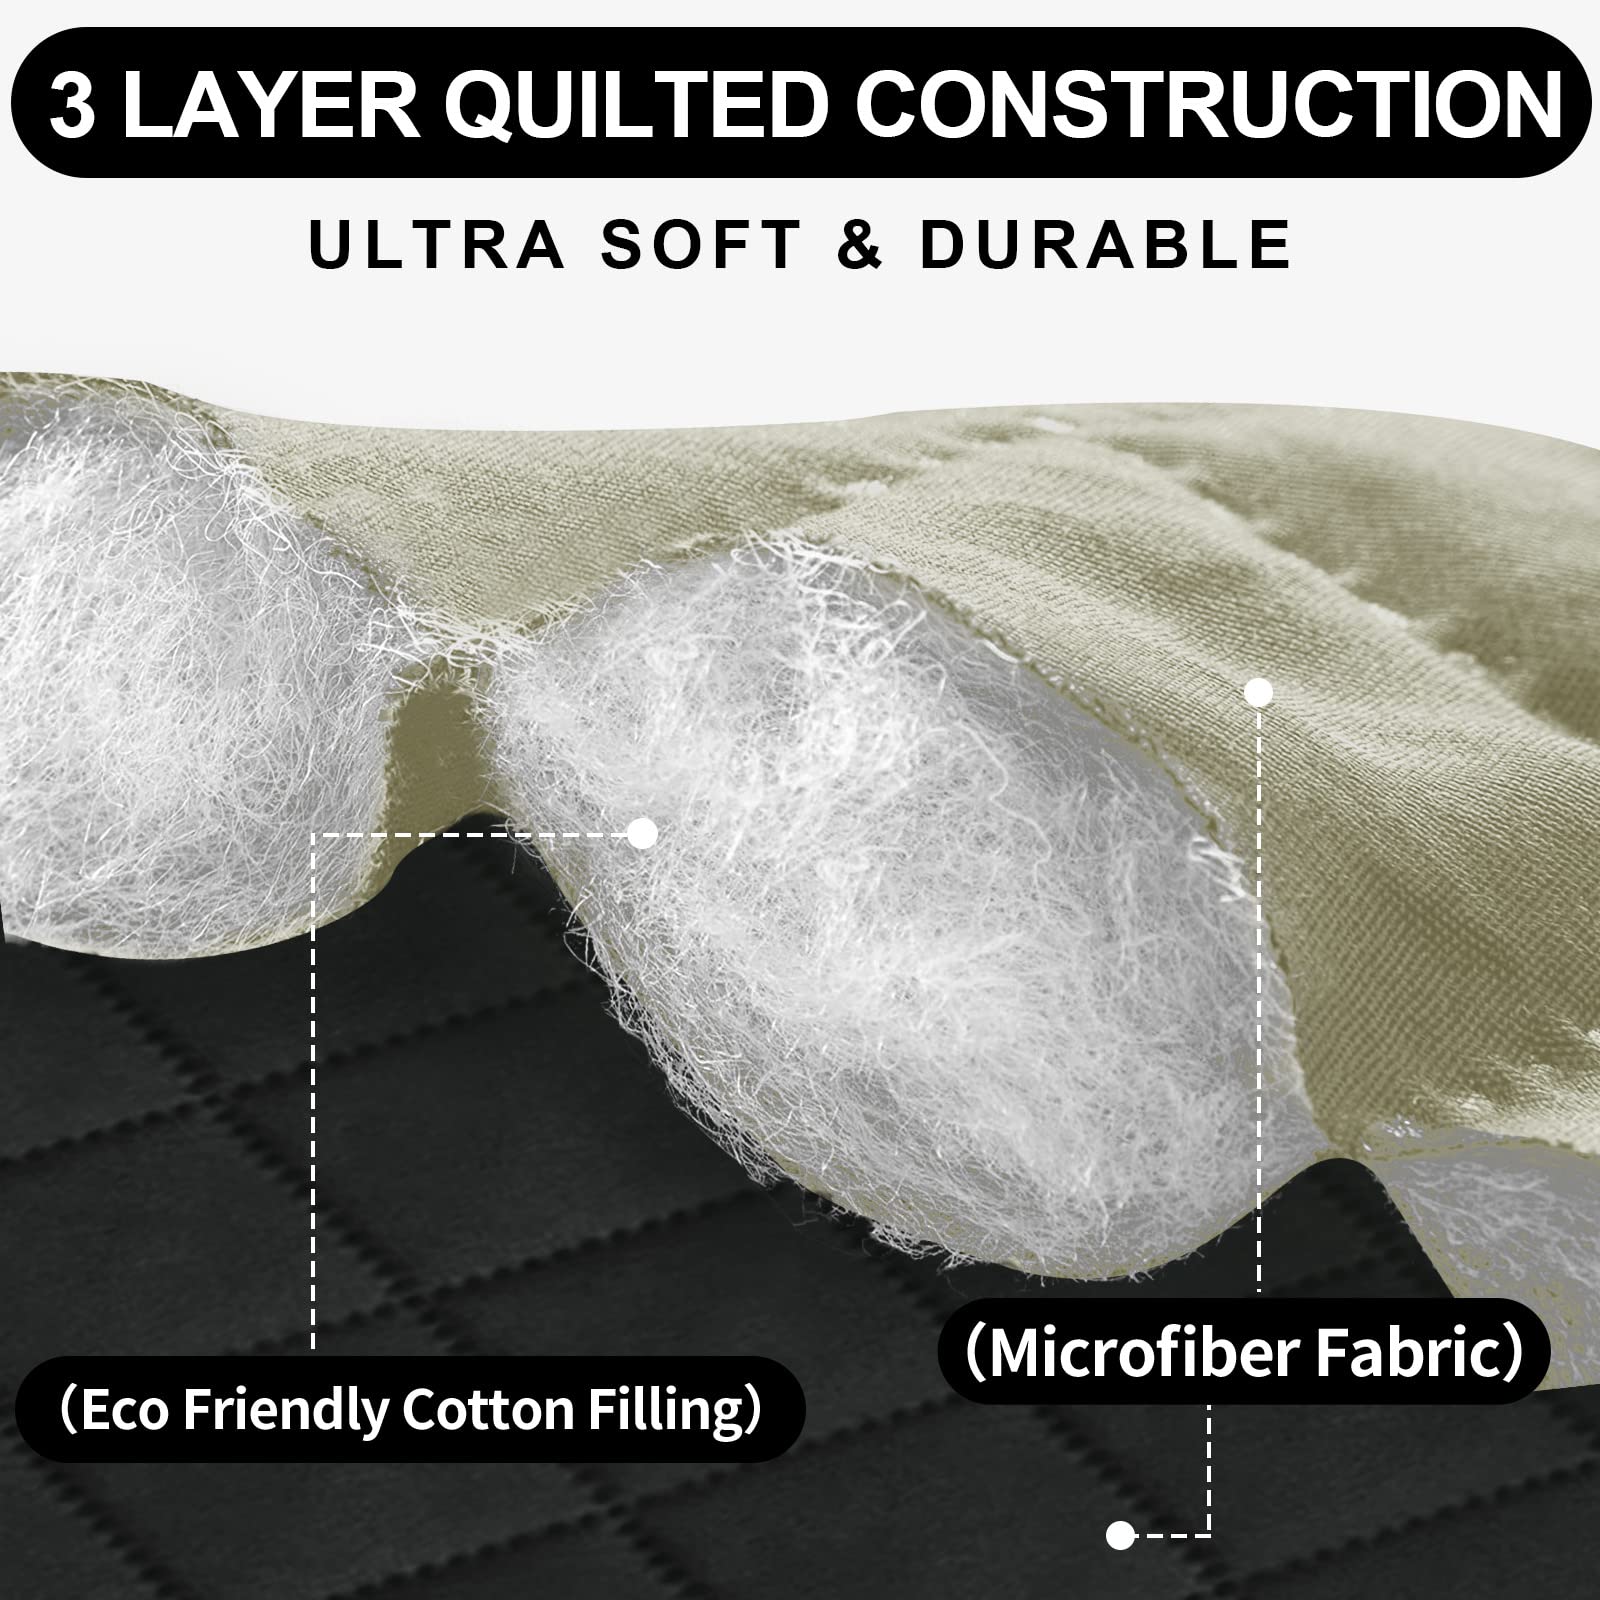 3 LAYER QUILTED CONSTRUCTION
ULTRA SOFT & DURABLE
(Microfiber Fabric)
(Eco Friendly Cotton Filling)